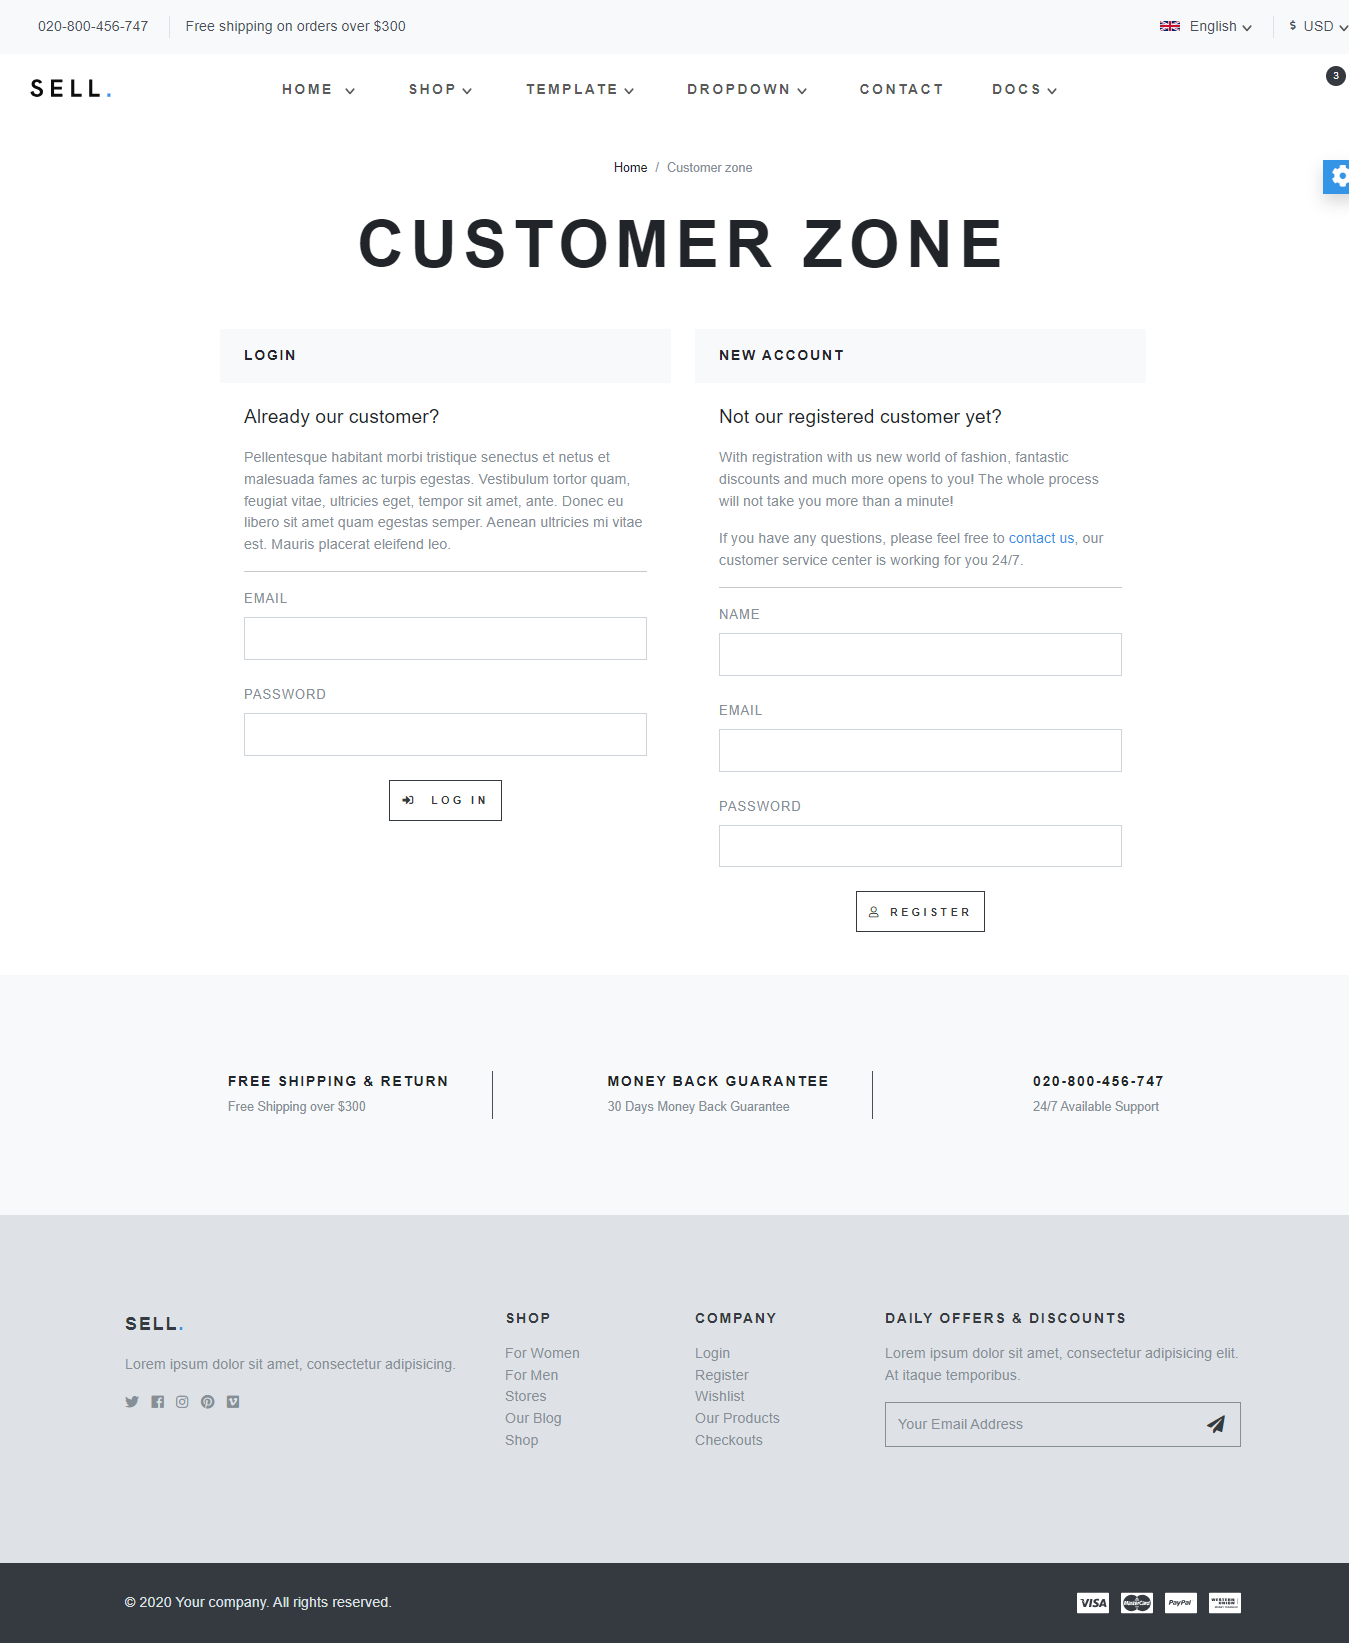 020-800-456-747
Free shipping on orders over $300
English
$ USD
SELL.
HOME
SHOP
TEMPLATE
DROPDOWN
CONTACT
DOCS
3
Home / Customer zone
CUSTOMER ZONE
LOGIN
Already our customer?
Pellentesque habitant morbi tristique senectus et netus et
malesuada fames ac turpis egestas. Vestibulum tortor quam,
feugiat vitae, ultricies eget, tempor sit amet, ante. Donec eu
libero sit amet quam egestas semper. Aenean ultricies mi vitae
est. Mauris placerat eleifend leo.
EMAIL
PASSWORD
LOG IN
NEW ACCOUNT
Not our registered customer yet?
With registration with us new world of fashion, fantastic
discounts and much more opens to you! The whole process
will not take you more than a minute!
If you have any questions, please feel free to contact us, our
customer service center is working for you 24/7.
NAME
EMAIL
PASSWORD
REGISTER
FREE SHIPPING & RETURN
Free Shipping over $300
MONEY BACK GUARANTEE
30 Days Money Back Guarantee
020-800-456-747
24/7 Available Support
SELL.
Lorem ipsum dolor sit amet, consectetur adipisicing.
SHOP
For Women
For Men
Stores
Our Blog
Shop
COMPANY
Login
Register
Wishlist
Our Products
Checkouts
DAILY OFFERS & DISCOUNTS
Lorem ipsum dolor sit amet, consectetur adipisicing elit.
At itaque temporibus.
Your Email Address
© 2020 Your company. All rights reserved.
VISA
MasterCard
PayPal
WESTERN
UNION